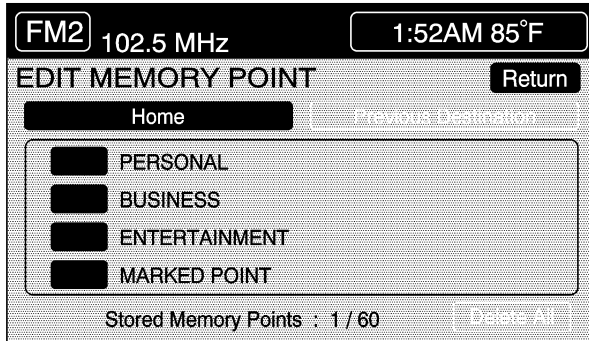 FM2 102.5 MHz 1:52AM 85°F
EDIT MEMORY POINT Return
Home Previous Destination
PERSONAL
BUSINESS
ENTERTAINMENT
MARKED POINT
Stored Memory Points : 1 / 60 Delete All